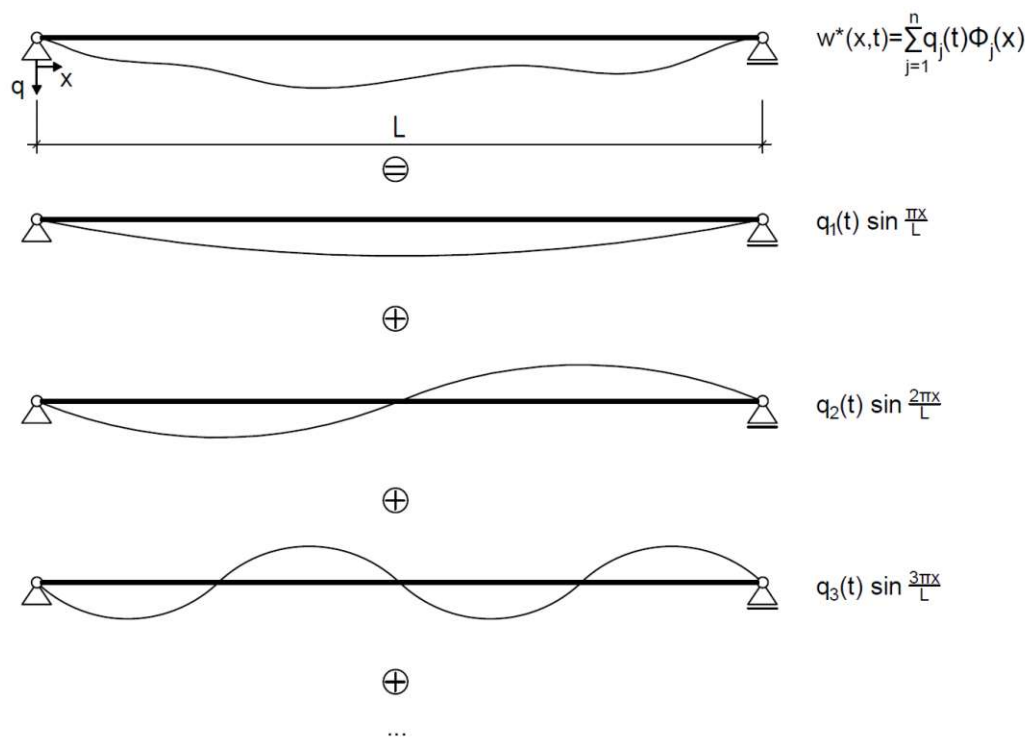 w*(x,t)=∑q_j(t)Φ_j(x)
n
j=1
x
q
L
=
q₁(t) sin πx/L
+
q₂(t) sin 2πx/L
+
q₃(t) sin 3πx/L
+
...